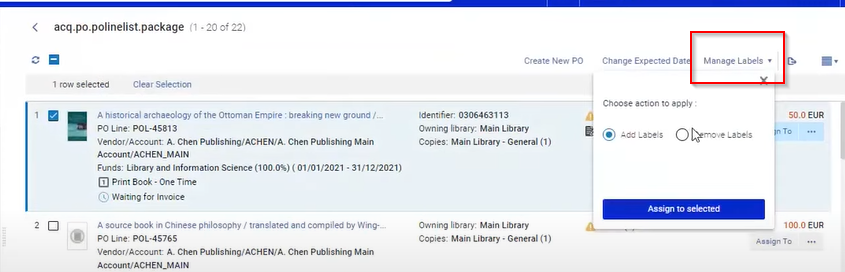 acq.po.polinelist.package (1 - 20 of 22)
Create New PO Change Expected Date Manage Labels
1 row selected Clear Selection
Choose action to apply :
Add Labels Remove Labels
Assign to selected
1 A historical archaeology of the Ottoman Empire : breaking new ground /...
PO Line: POL-45813
Vendor/Account: A. Chen Publishing/ACHEN/A. Chen Publishing Main
Account/ACHEN_MAIN
Funds: Library and Information Science (100.0%) ( 01/01/2021 - 31/12/2021)
Print Book - One Time
Waiting for Invoice
Identifier: 0306463113
Owning library: Main Library
Copies: Main Library - General (1)
50.0 EUR
gn To ...
2 A source book in Chinese philosophy / translated and compiled by Wing-...
PO Line: POL-45765
Vendor/Account: A. Chen Publishing/ACHEN/A. Chen Publishing Main
Account/ACHEN_MAIN
Owning library: Main Library
Copies: Main Library - General (1)
100.0 EUR
Assign To ...